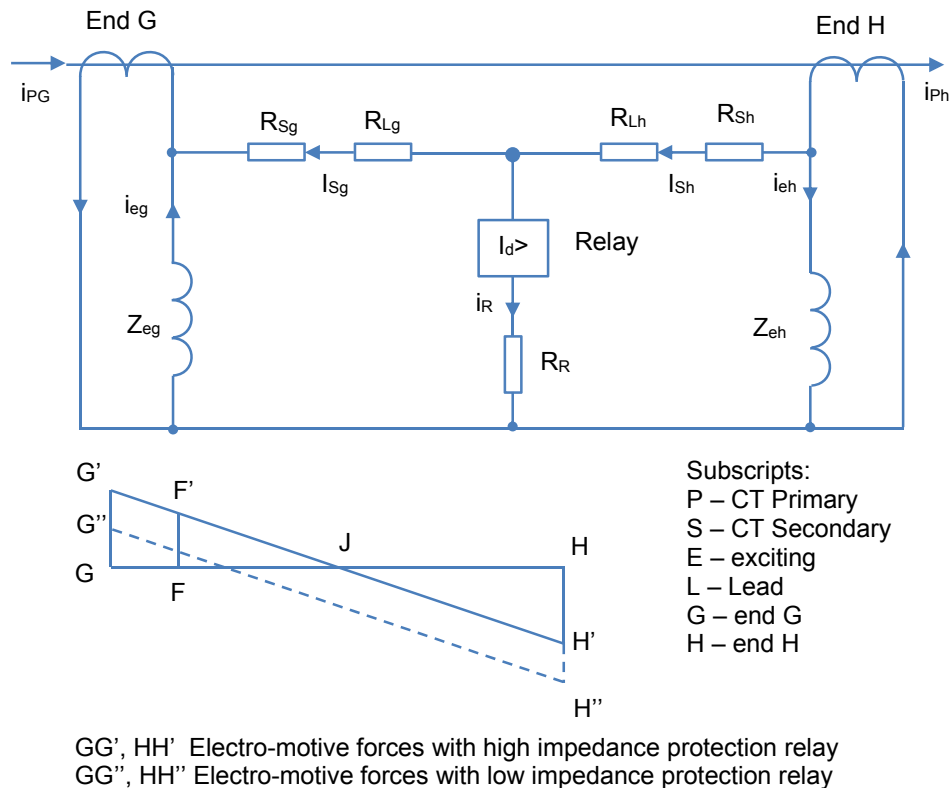 End G
End H
iPG
iPh
RSg
RLg
RLh
RSh
ISg
ISh
ieg
ieh
Id>
Relay
iR
Zeg
Zeh
RR
G'
F'
G''
J
H
G
F
H'
H''
Subscripts:
P – CT Primary
S – CT Secondary
E – exciting
L – Lead
G – end G
H – end H
GG', HH' Electro-motive forces with high impedance protection relay
GG'', HH'' Electro-motive forces with low impedance protection relay